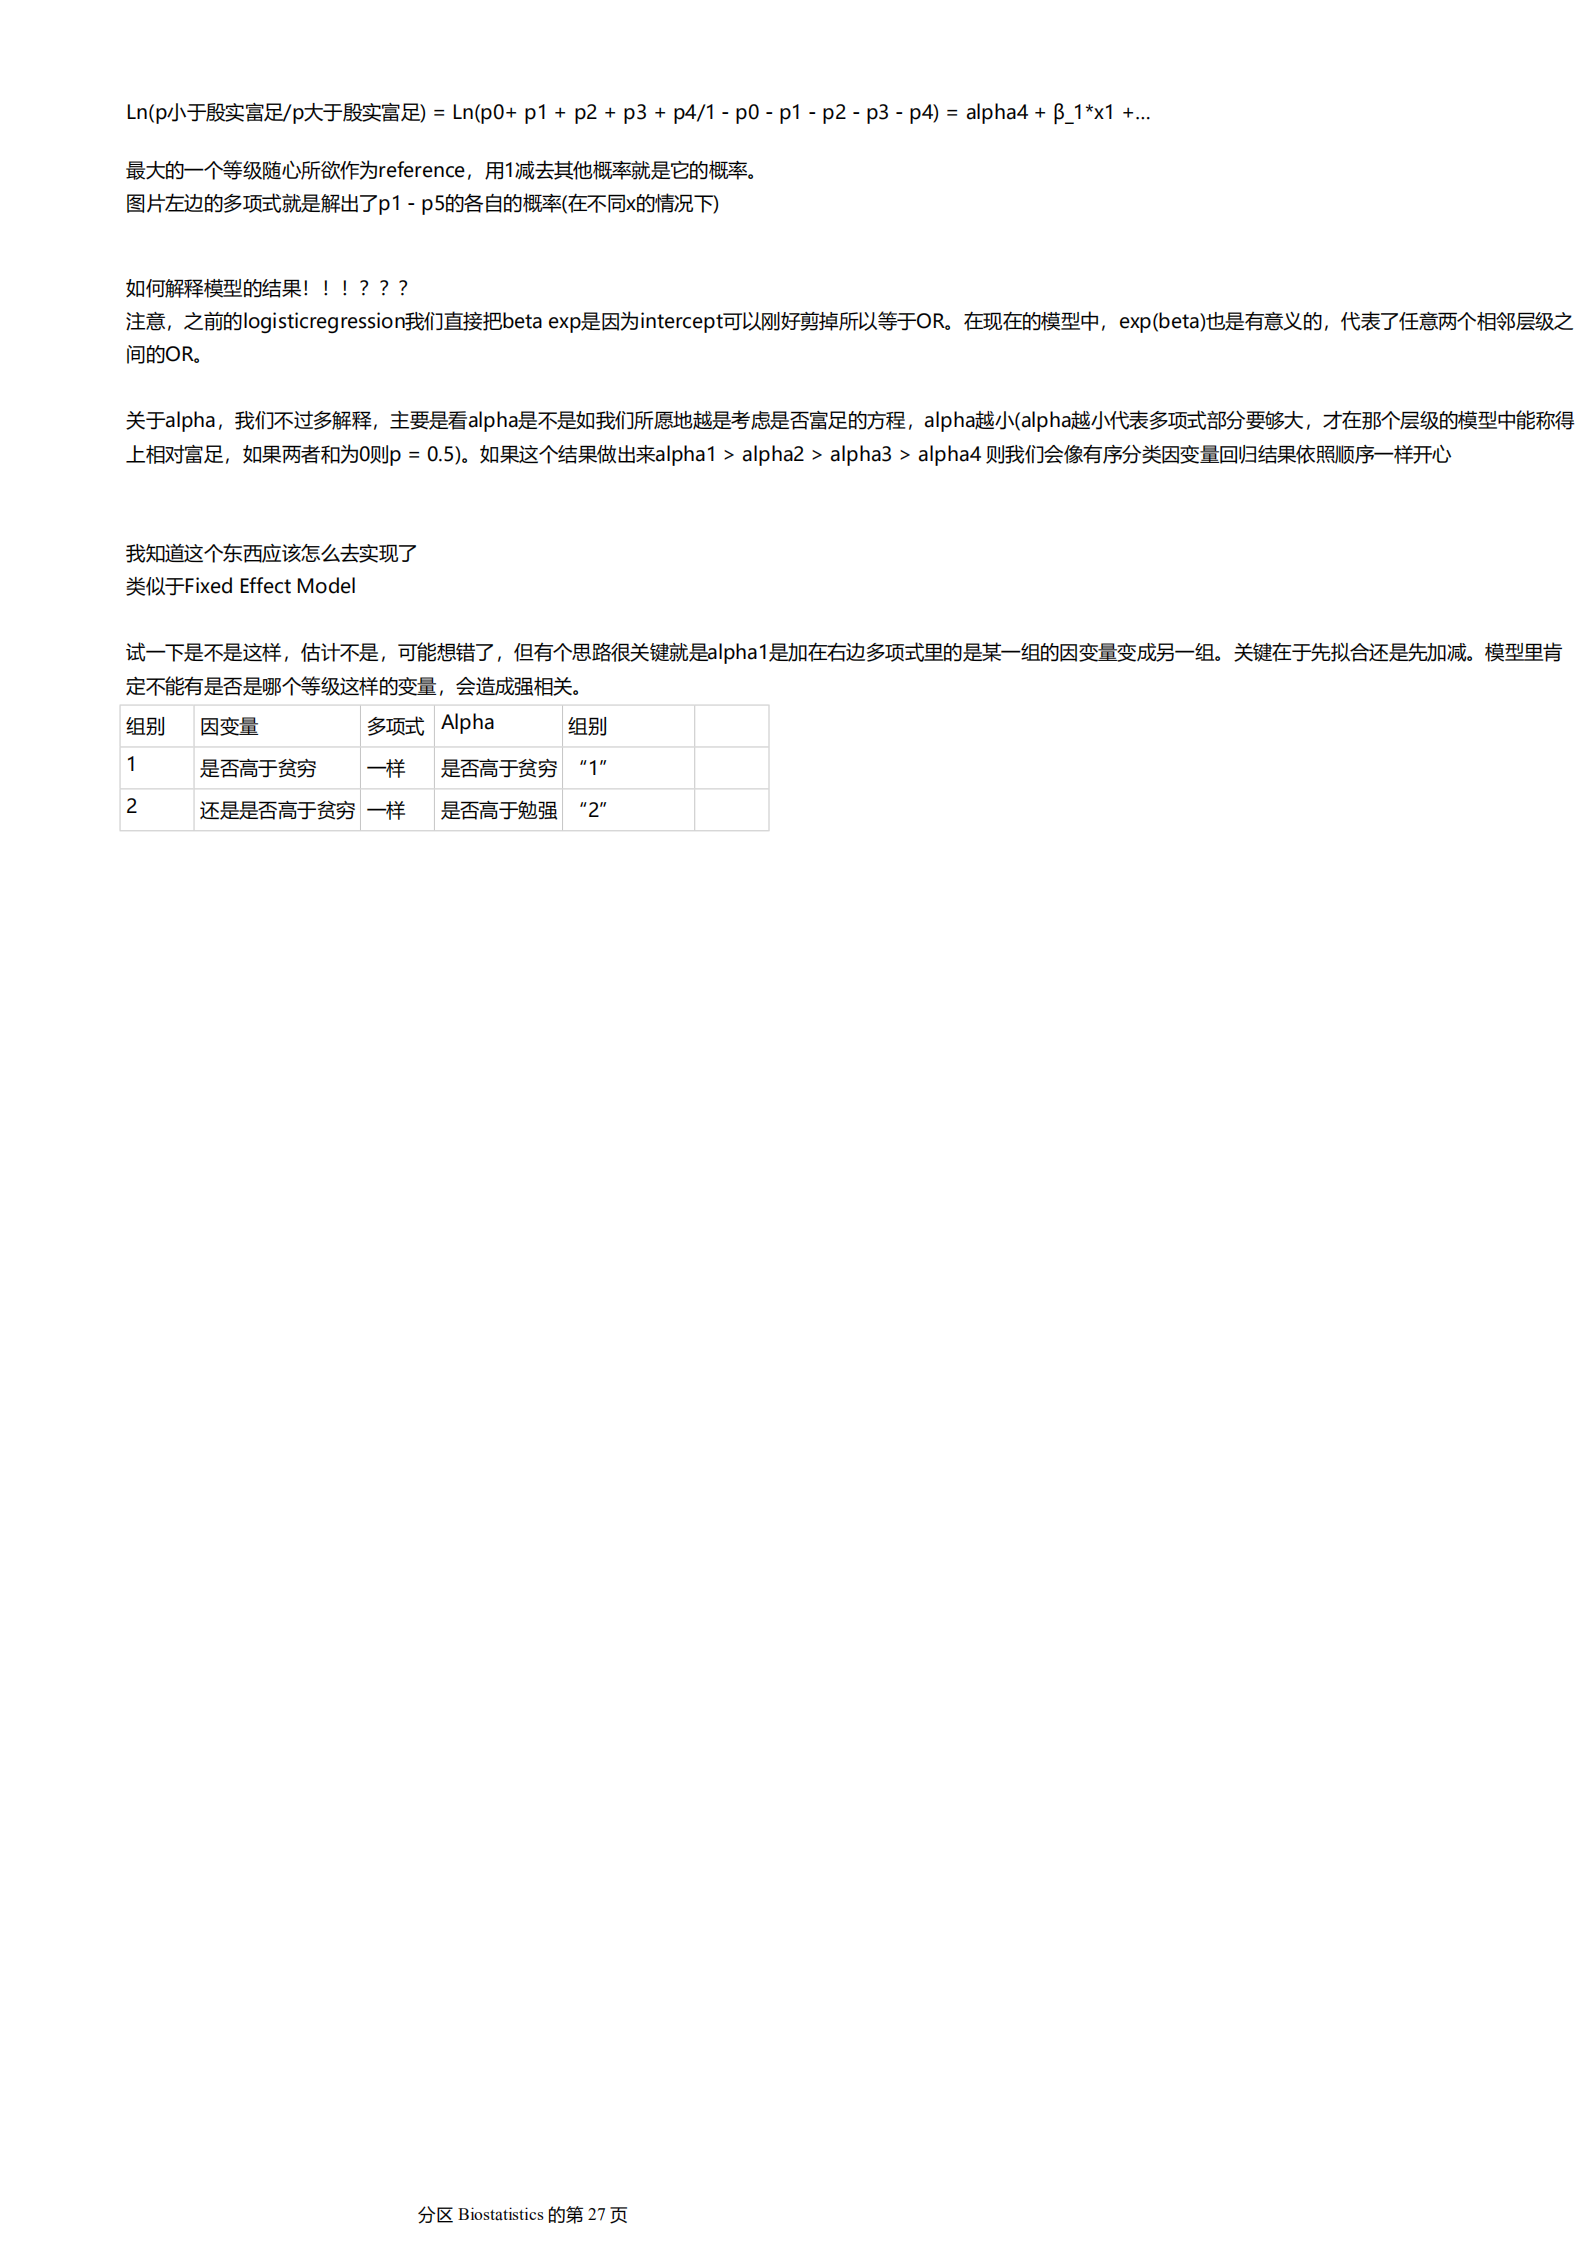 Ln(p小于殷实富足/p大于殷实富足) = Ln(p0+ p1 + p2 + p3 + p4/1 - p0 - p1 - p2 - p3 - p4) = alpha4 + β_1*x1 +...
最大的一个等级随心所欲作为reference，用1减去其他概率就是它的概率。
图片左边的多项式就是解出了p1 - p5的各自的概率(在不同x的情况下)
如何解释模型的结果！！！？？？
注意，之前的logisticregression我们直接把beta exp是因为intercept可以刚好剪掉所以等于OR。在现在的模型中，exp(beta)也是有意义的，代表了任意两个相邻层级之
间的OR。
关于alpha，我们不过多解释，主要是看alpha是不是如我们所愿地越是考虑是否富足的方程，alpha越小(alpha越小代表多项式部分要够大，才在那个层级的模型中能称得
上相对富足，如果两者和为0则p = 0.5)。如果这个结果做出来alpha1 > alpha2 > alpha3 > alpha4 则我们会像有序分类因变量回归结果依照顺序一样开心
我知道这个东西应该怎么去实现了
类似于Fixed Effect Model
试一下是不是这样，估计不是，可能想错了，但有个思路很关键就是alpha1是加在右边多项式里的是某一组的因变量变成另一组。关键在于先拟合还是先加减。模型里肯
定不能有是否是哪个等级这样的变量，会造成强相关。
组别 因变量 多项式 Alpha 组别
1 是否高于贫穷 一样 是否高于贫穷 “1”
2 还是是否高于贫穷 一样 是否高于勉强 “2”
分区 Biostatistics 的第 27 页